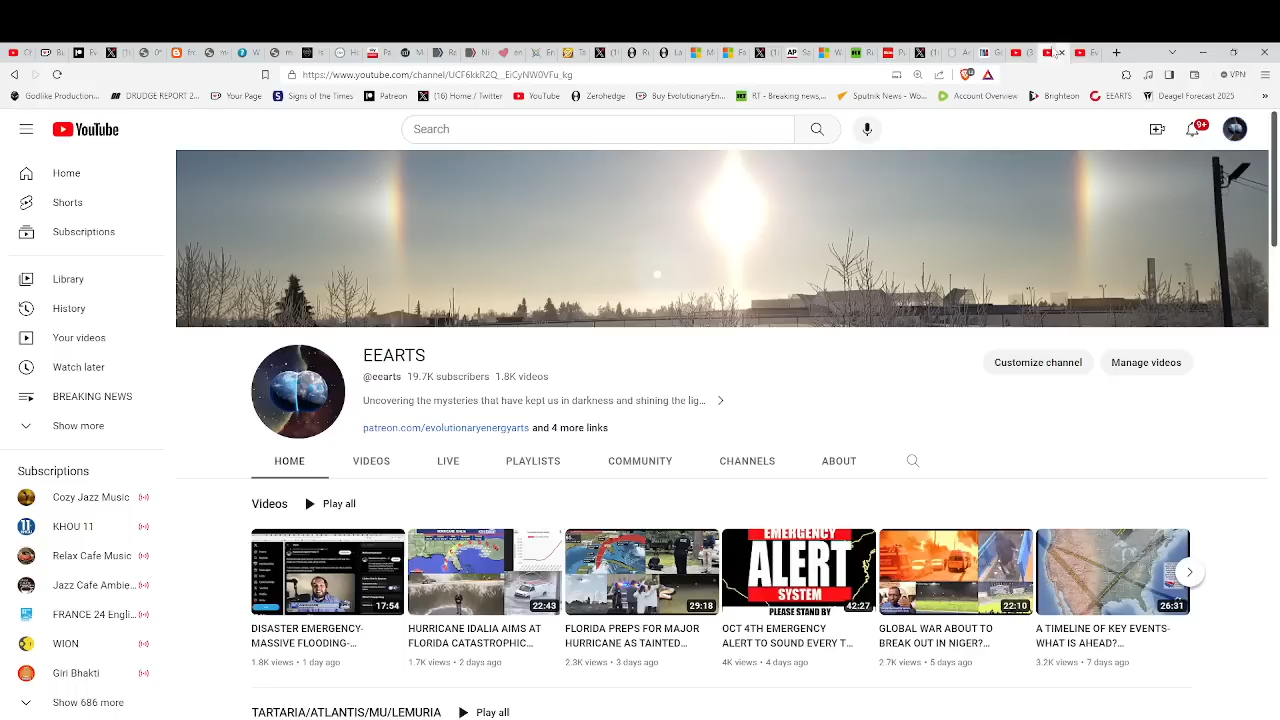 https://www.youtube.com/channel/UCF6kkR2Q__EiCyNW0VFu_kg
VPN
Godlike Production...
DRUDGE REPORT 2...
Your Page
Signs of the Times
Patreon
(16) Home / Twitter
YouTube
Zerohedge
Buy EvolutionaryEn...
RT - Breaking news,...
Sputnik News - Wo...
Account Overview
Brighteon
EEARTS
Deagel Forecast 2025
YouTube
Search
9+
Home
Shorts
Subscriptions
Library
History
Your videos
Watch later
BREAKING NEWS
Show more
Subscriptions
Cozy Jazz Music
KHOU 11
Relax Cafe Music
Jazz Cafe Ambie...
FRANCE 24 Engli...
WION
Giri Bhakti
Show 686 more
EEARTS
@eearts 19.7K subscribers 1.8K videos
Uncovering the mysteries that have kept us in darkness and shining the lig...
patreon.com/evolutionaryenergyarts and 4 more links
Customize channel
Manage videos
HOME
VIDEOS
LIVE
PLAYLISTS
COMMUNITY
CHANNELS
ABOUT
Videos
Play all
17:54
22:43
29:18
EMERGENCY
ALERT
SYSTEM
PLEASE STAND BY
42:27
22:10
26:31
DISASTER EMERGENCY-
MASSIVE FLOODING-...
1.8K views • 1 day ago
HURRICANE IDALIA AIMS AT
FLORIDA CATASTROPHIC...
1.7K views • 2 days ago
FLORIDA PREPS FOR MAJOR
HURRICANE AS TAINTED...
2.3K views • 3 days ago
OCT 4TH EMERGENCY
ALERT TO SOUND EVERY T...
4K views • 4 days ago
GLOBAL WAR ABOUT TO
BREAK OUT IN NIGER?...
2.7K views • 5 days ago
A TIMELINE OF KEY EVENTS-
WHAT IS AHEAD?...
3.2K views • 7 days ago
TARTARIA/ATLANTIS/MU/LEMURIA
Play all